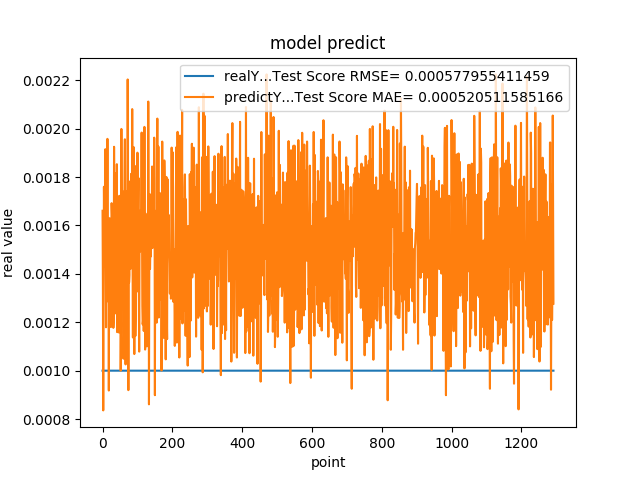 model predict
realY...Test Score RMSE= 0.000577955411459
predictY...Test Score MAE= 0.000520511585166
0.0022
0.0020
0.0018
0.0016
0.0014
0.0012
0.0010
0.0008
real value
0 200 400 600 800 1000 1200
point